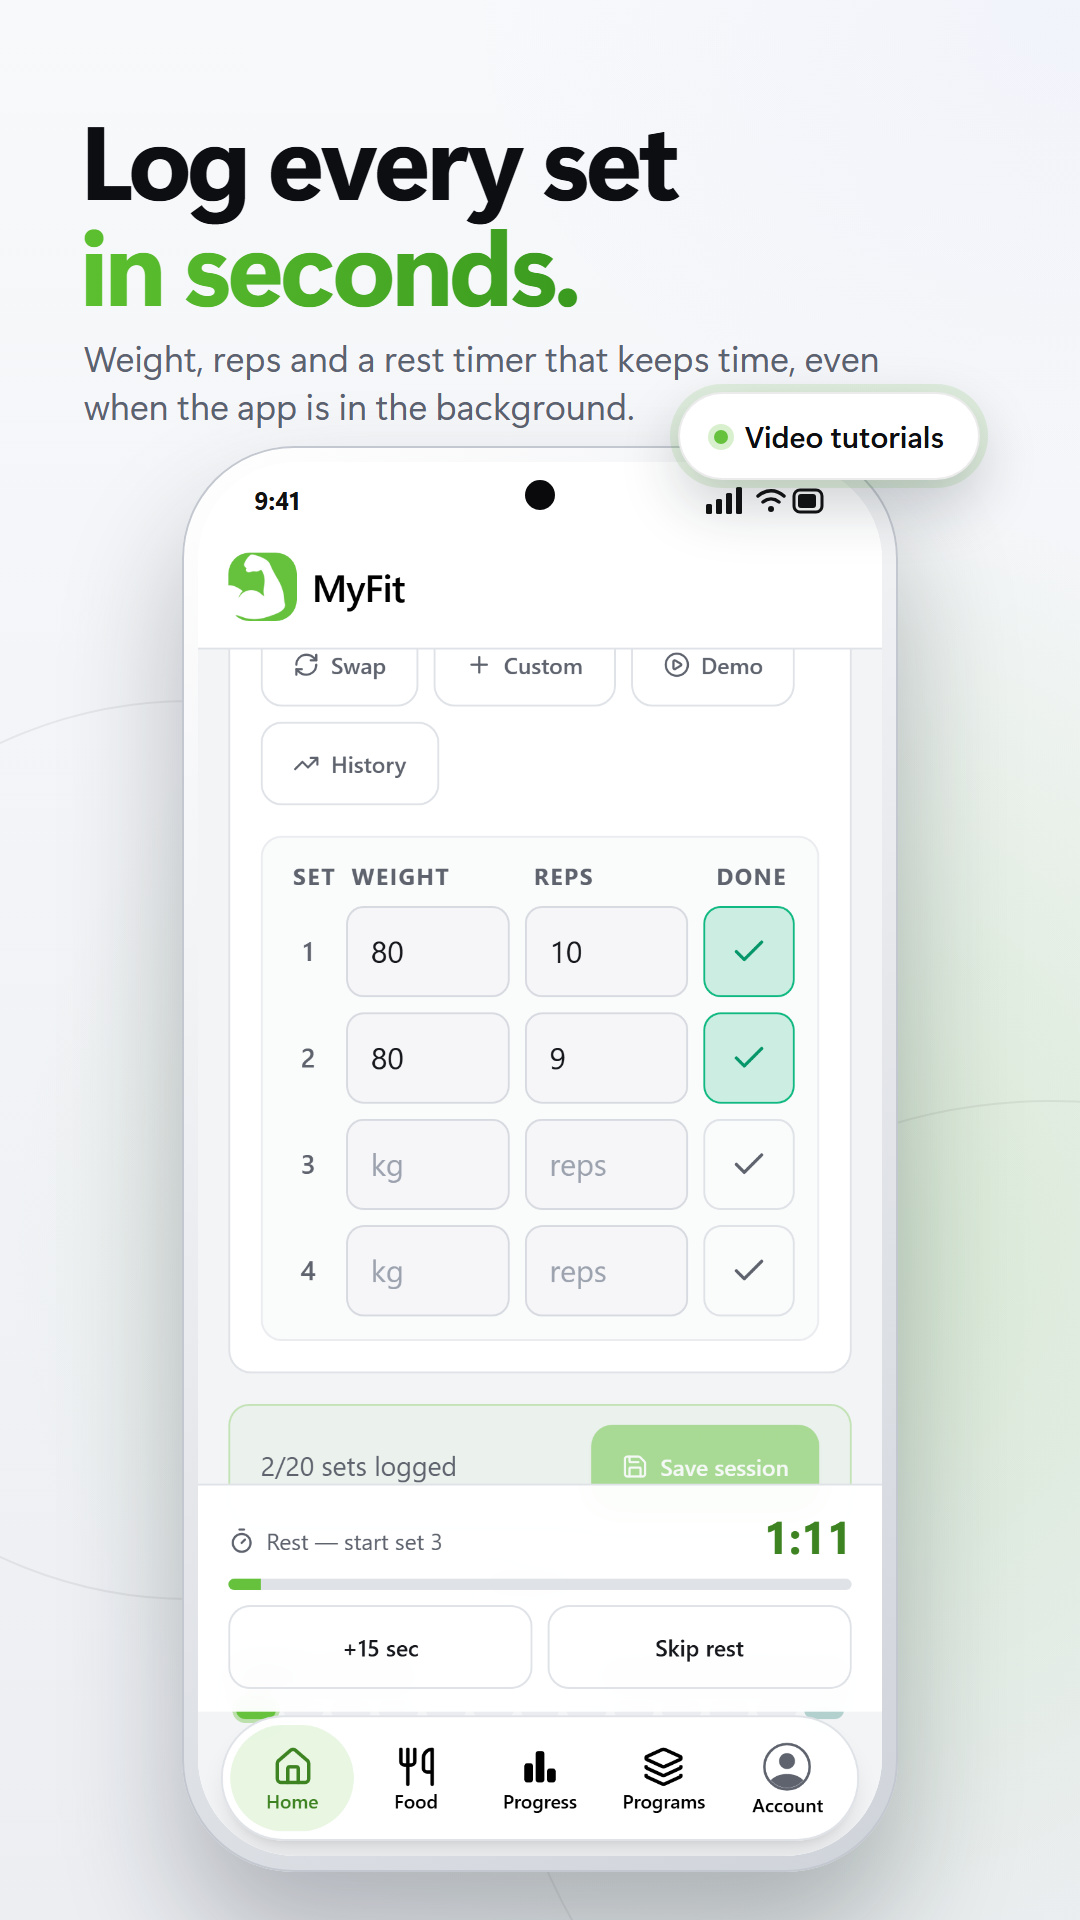 Log every set
in seconds.
Weight, reps and a rest timer that keeps time, even
when the app is in the background.
Video tutorials
9:41
MyFit
Swap
Custom
Demo
History
SET WEIGHT REPS DONE
1 80 10
2 80 9
3 kg reps
4 kg reps
2/20 sets logged
Save session
Rest — start set 3
1:11
+15 sec
Skip rest
Home
Food
Progress
Programs
Account